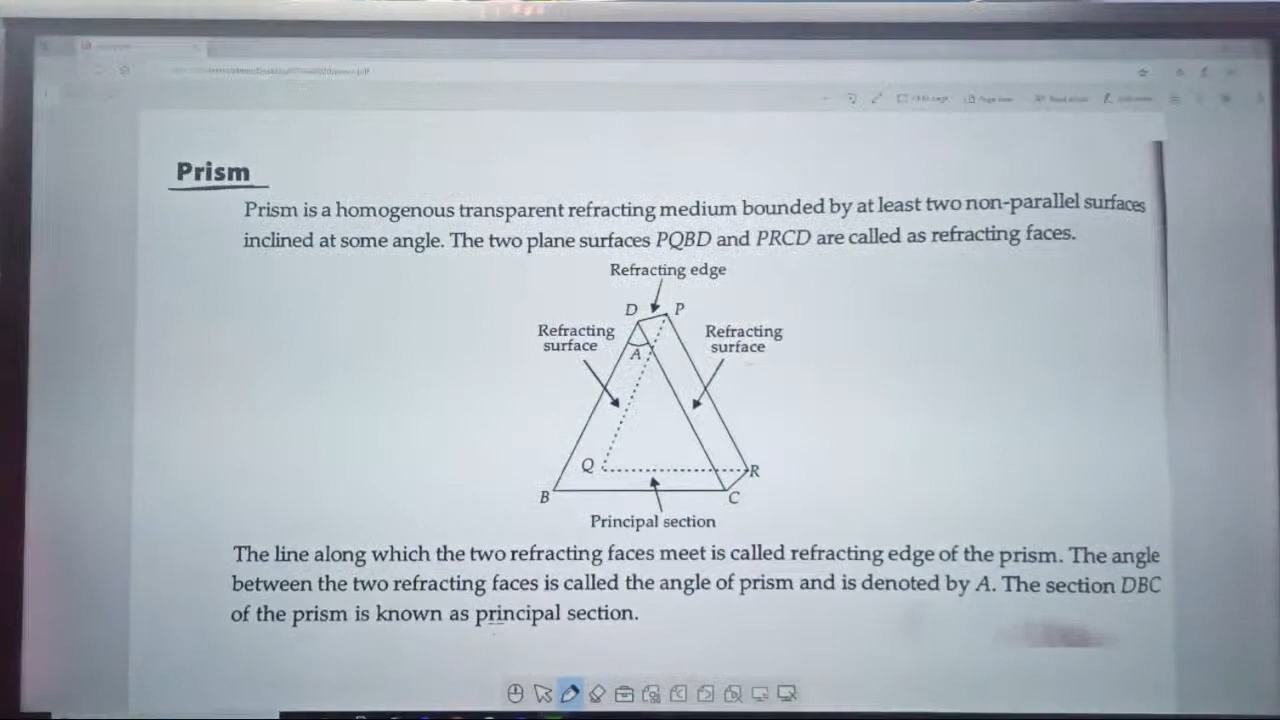 Prism
Prism is a homogenous transparent refracting medium bounded by at least two non-parallel surfaces
inclined at some angle. The two plane surfaces PQBD and PRCD are called as refracting faces.
Refracting edge
D P
Refracting
surface
Refracting
surface
A
Q
R
B
C
Principal section
The line along which the two refracting faces meet is called refracting edge of the prism. The angle
between the two refracting faces is called the angle of prism and is denoted by A. The section DBC
of the prism is known as principal section.